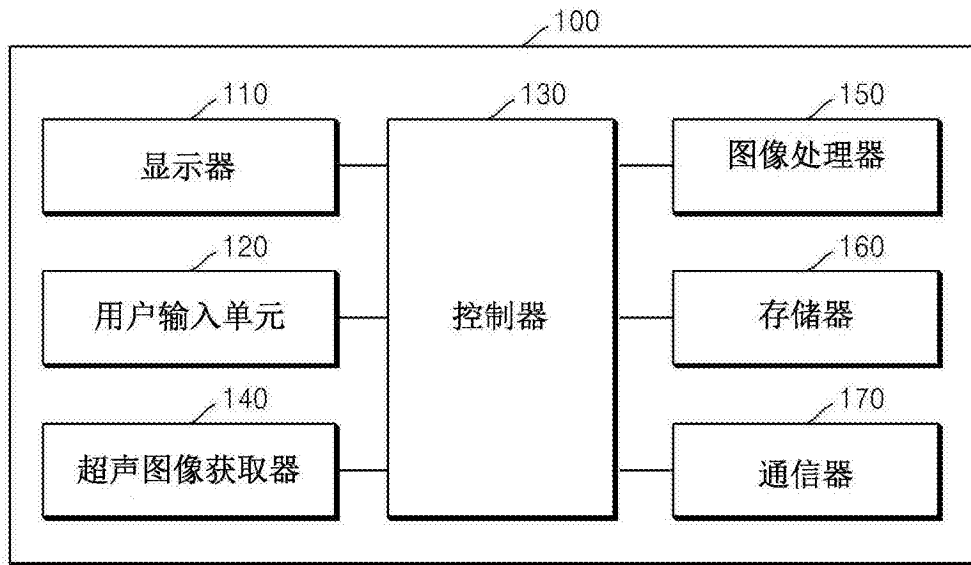 100
110
130
150
显示器
图像处理器
120
160
用户输入单元
控制器
存储器
140
170
超声图像获取器
通信器